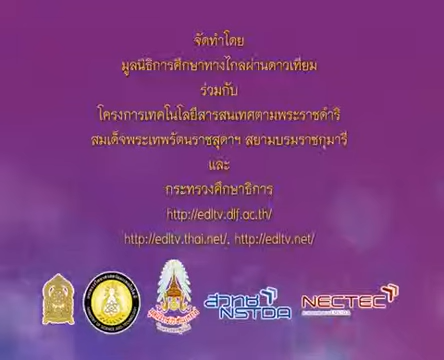 จัดทำโดย
มูลนิธิการศึกษาทางไกลผ่านดาวเทียม
ร่วมกับ
โครงการเทคโนโลยีสารสนเทศตามพระราชดำริ
สมเด็จพระเทพรัตนราชสุดาฯ สยามบรมราชกุมารี
และ
กระทรวงศึกษาธิการ
http://edltv.dlf.ac.th/
http://edltv.thai.net/, http://edltv.net/
สวทช NECTEC
NSTDA